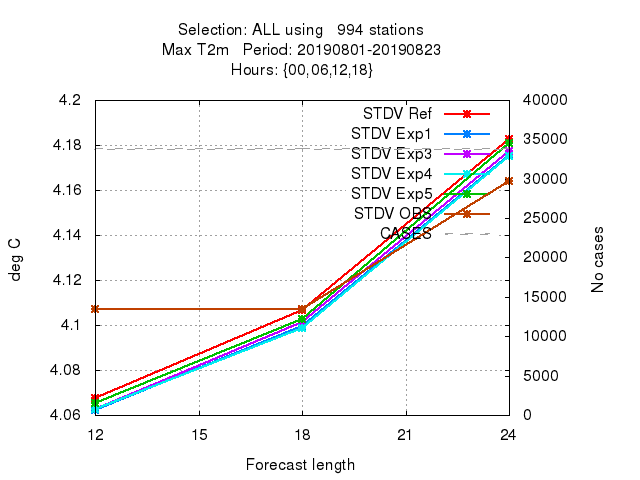 Selection: ALL using   994 stations
Max T2m   Period: 20190801-20190823
Hours: {00,06,12,18}
4.2
4.18
4.16
4.14
4.12
4.1
4.08
4.06
deg C
40000
35000
30000
25000
20000
15000
10000
5000
0
No cases
STDV Ref
STDV Exp1
STDV Exp3
STDV Exp4
STDV Exp5
STDV OBS
CASES
12
15
18
21
24
Forecast length